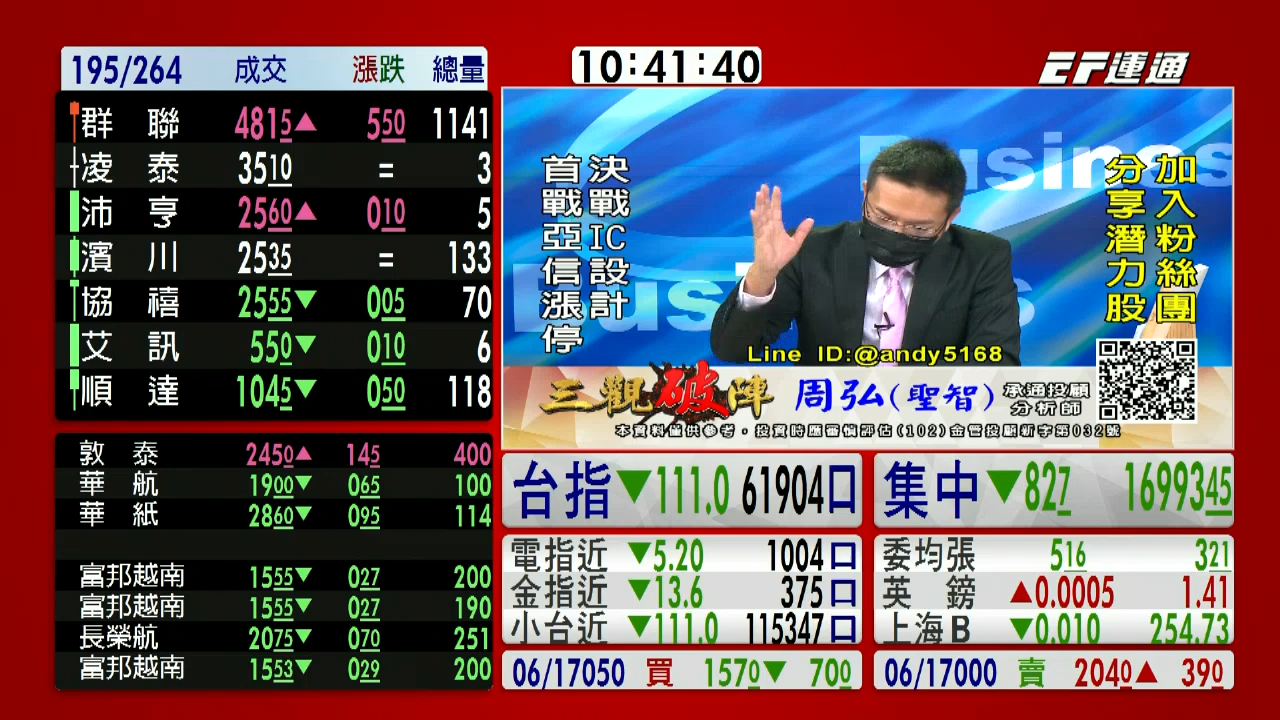 195/264 成交 漲跌 總量
群聯 4815▲ 550 1141
凌泰 3510 = 3
沛亨 2560▲ 010 5
濱川 2535 = 133
協禧 2555▼ 005 70
艾訊 550▼ 010 6
順達 1045▼ 050 118
敦泰 2450▲ 145 400
華航 1900▼ 065 100
華紙 2860▼ 095 114
富邦越南 1555▼ 027 200
富邦越南 1555▼ 027 190
長榮航 2075▼ 070 251
富邦越南 1553▼ 029 200
10:41:40
EF運通
Business
Business
決戰IC設計
首戰亞信漲停
加入粉絲團
分享潛力股
Line ID:@andy5168
三觀破陣 周弘(聖智) 承通投顧
分析師
本資料僅供參考,投資時應審慎評估(102)金管投顧新字第032號
台指▼111.0 61904口
集中▼827 1699345
電指近 ▼5.20 1004口
金指近 ▼13.6 375口
小台近 ▼111.0 115347口
委均張 516 321
英鎊 ▲0.0005 1.41
上海B ▼0.010 254.73
06/17050 買 1570▼ 700
06/17000 賣 2040▲ 390